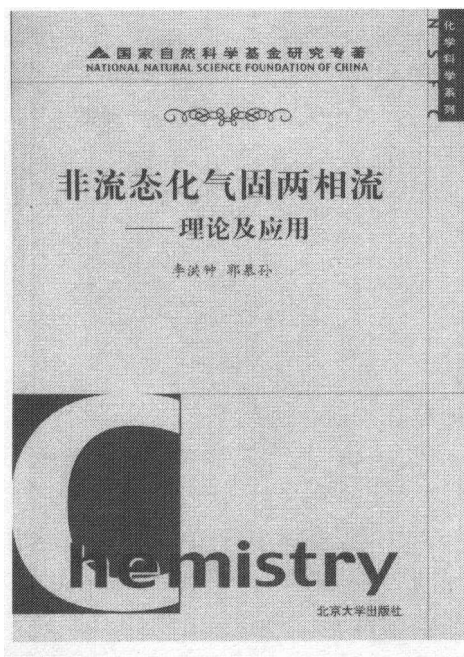 国家自然科学基金研究专著
NATIONAL NATURAL SCIENCE FOUNDATION OF CHINA
化学科学系列
N S F C
非流态化气固两相流
——理论及应用
李洪钟 郭慕孙
Chemistry
北京大学出版社